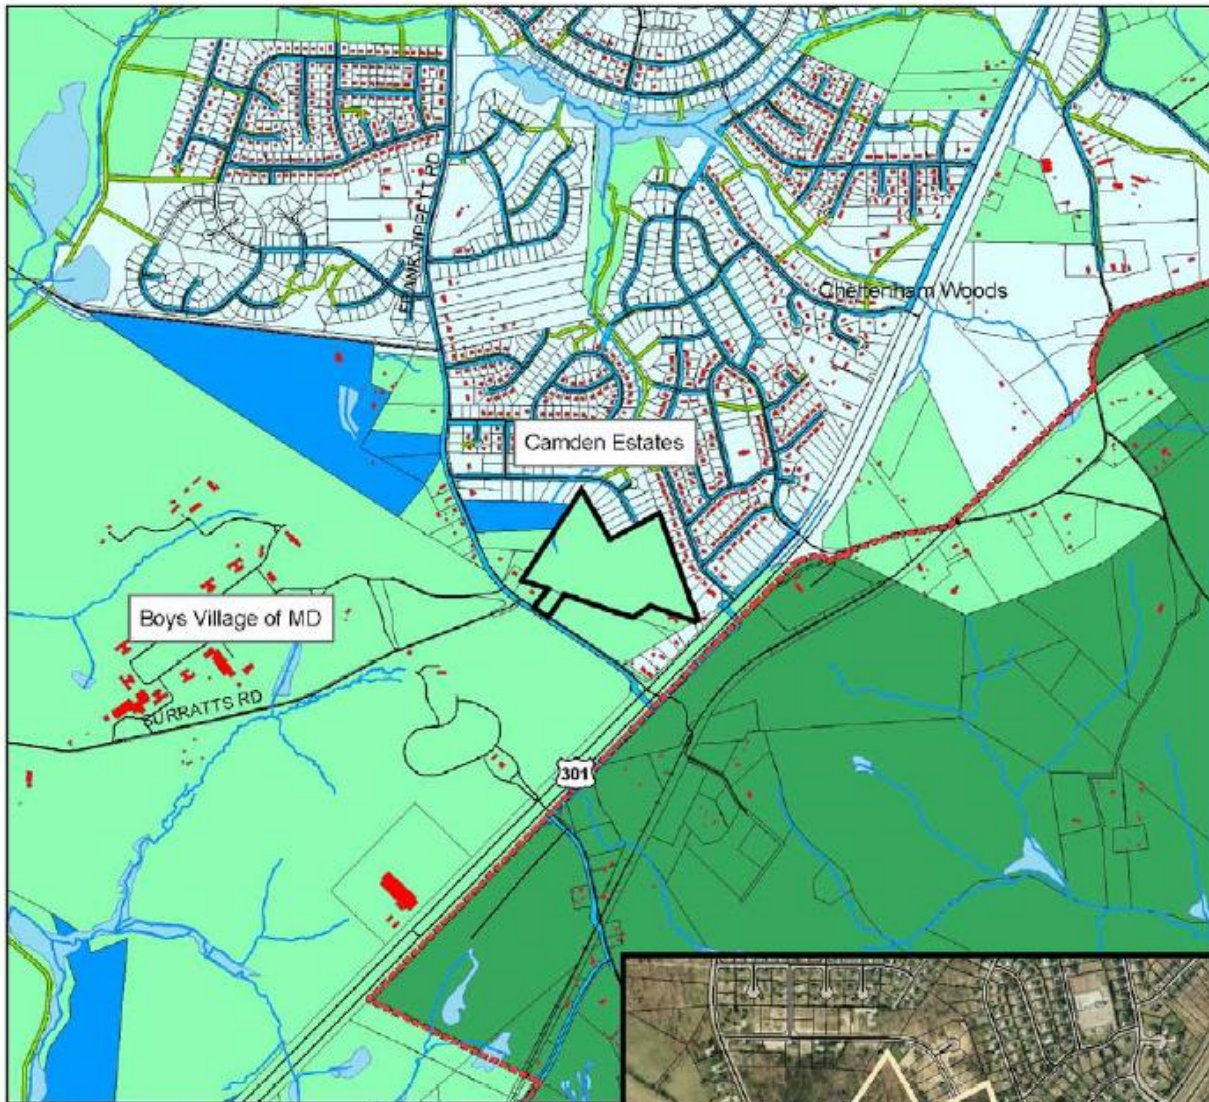 FRANK TIPPETT RD
Cheltenham Woods
Camden Estates
Boys Village of MD
SURRATTS RD
301